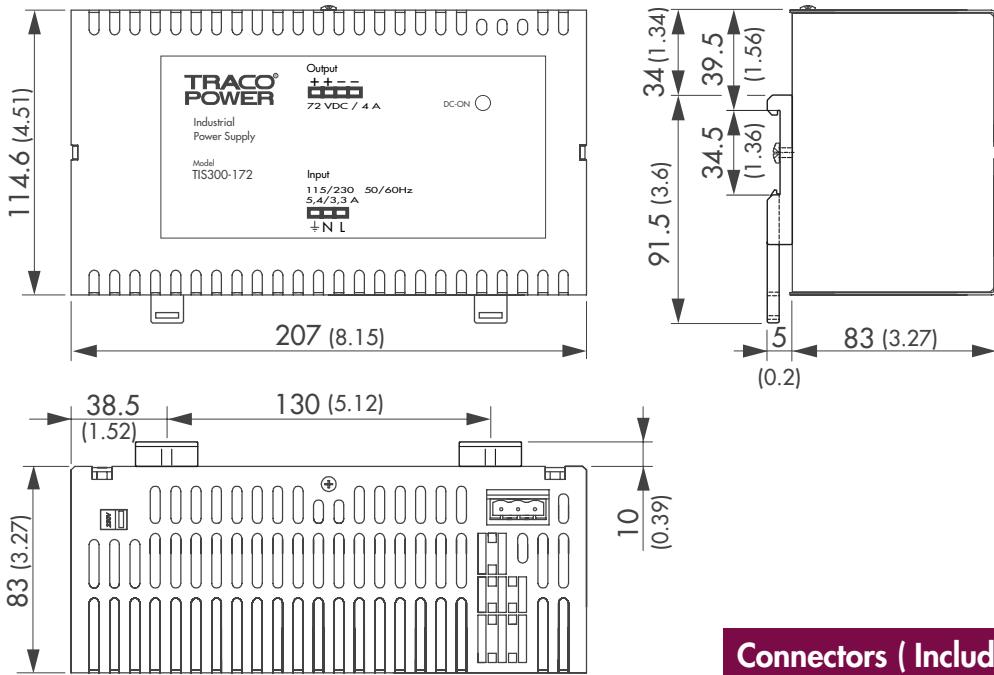 TRACO®
POWER
Industrial
Power Supply
Model
TIS300-172
Output
++--
72 VDC / 4 A
DC-ON
Input
115/230 50/60Hz
5,4/3,3 A
⏚ N L
114.6 (4.51)
207 (8.15)
34 (1.34)
39.5
(1.56)
34.5
(1.36)
91.5 (3.6)
5
(0.2)
83 (3.27)
38.5
(1.52)
130 (5.12)
10
(0.39)
83 (3.27)
Connectors ( Includ